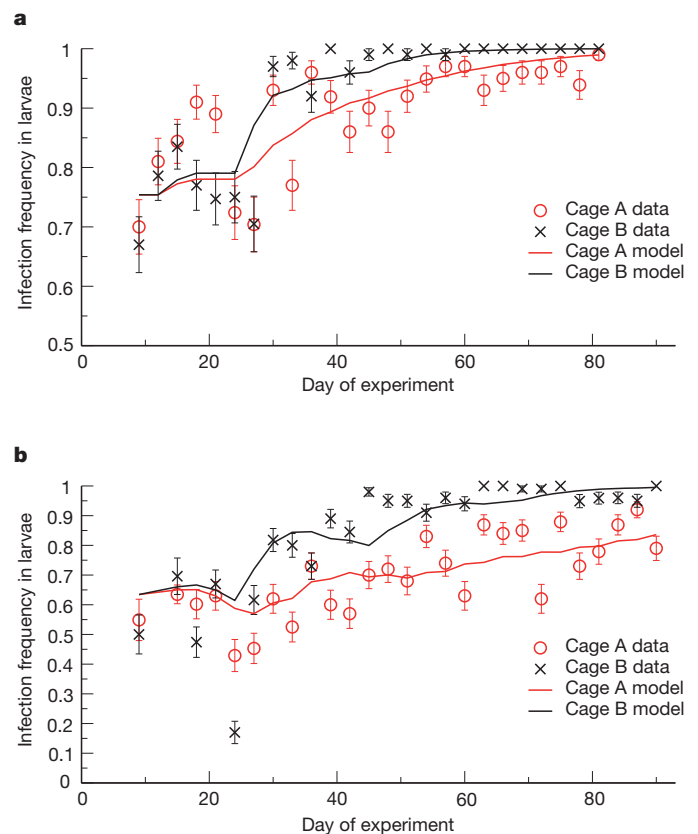 a
1
0.9
0.8
0.7
0.6
0.5
0
20
40
60
80
Infection frequency in larvae
Day of experiment
Cage A data
Cage B data
Cage A model
Cage B model
b
1
0.9
0.8
0.7
0.6
0.5
0.4
0.3
0.2
0.1
0
0
20
40
60
80
Infection frequency in larvae
Day of experiment
Cage A data
Cage B data
Cage A model
Cage B model